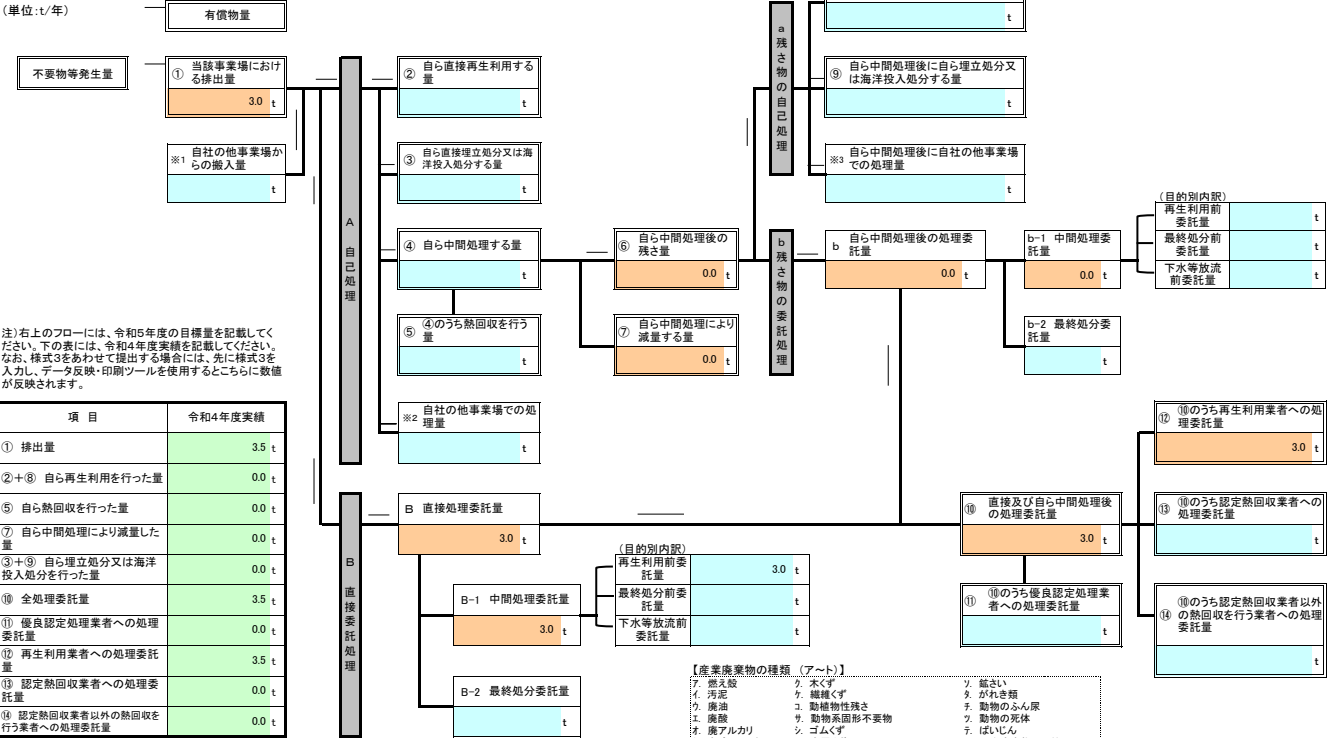 (単位:t/年)
有償物量
不要物等発生量
① 当該事業場におけ
る排出量
3.0 t
※1 自社の他事業場か
らの搬入量
t
A 自己処理
② 自ら直接再生利用する
量
t
③ 自ら直接埋立処分又は海
洋投入処分する量
t
④ 自ら中間処理する量
t
⑤ ④のうち熱回収を行う
量
t
※2 自社の他事業場での処
理量
t
⑥ 自ら中間処理後の
残さ量
0.0 t
⑦ 自ら中間処理により
減量する量
0.0 t
a 残さ物の自己処理
t
⑨ 自ら中間処理後に自ら埋立処分又
は海洋投入処分する量
t
※3 自ら中間処理後に自社の他事業場
での処理量
t
b 残さ物の委託処理
b 自ら中間処理後の処理委
託量
0.0 t
b-1 中間処理委
託量
0.0 t
b-2 最終処分委
託量
t
(目的別内訳)
再生利用前
委託量 t
最終処分前
委託量 t
下水等放流
前委託量 t
注)右上のフローには、令和5年度の目標量を記載してく
ださい。下の表には、令和4年度実績を記載してください。
なお、様式3をあわせて提出する場合には、先に様式3を
入力し、データ反映・印刷ツールを使用するとこちらに数値
が反映されます。
項 目 令和4年度実績
① 排出量 3.5 t
②+⑧ 自ら再生利用を行った量 0.0 t
⑤ 自ら熱回収を行った量 0.0 t
⑦ 自ら中間処理により減量した
量 0.0 t
③+⑨ 自ら埋立処分又は海洋
投入処分を行った量 0.0 t
⑩ 全処理委託量 3.5 t
⑪ 優良認定処理業者への処理
委託量 0.0 t
⑫ 再生利用業者への処理委託
量 3.5 t
⑬ 認定熱回収業者への処理委
託量 0.0 t
⑭ 認定熱回収業者以外の熱回収を
行う業者への処理委託量 0.0 t
B 直接委託処理
B 直接処理委託量
3.0 t
B-1 中間処理委託量
3.0 t
B-2 最終処分委託量
t
(目的別内訳)
再生利用前委
託量 3.0 t
最終処分前委
託量 t
下水等放流前
委託量 t
⑩ 直接及び自ら中間処理後
の処理委託量
3.0 t
⑪ ⑩のうち優良認定処理業
者への処理委託量
t
⑫ ⑩のうち再生利用業者への処
理委託量
3.0 t
⑬ ⑩のうち認定熱回収業者への
処理委託量
t
⑭ ⑩のうち認定熱回収業者以外
の熱回収を行う業者への処理
委託量
t
【産業廃棄物の種類 (ア~ト)】
ア. 燃え殻 ク. 木くず ソ. 鉱さい
イ. 汚泥 ケ. 繊維くず タ. がれき類
ウ. 廃油 コ. 動植物性残さ チ. 動物のふん尿
エ. 廃酸 サ. 動物系固形不要物 ツ. 動物の死体
オ. 廃アルカリ シ. ゴムくず テ. ばいじん